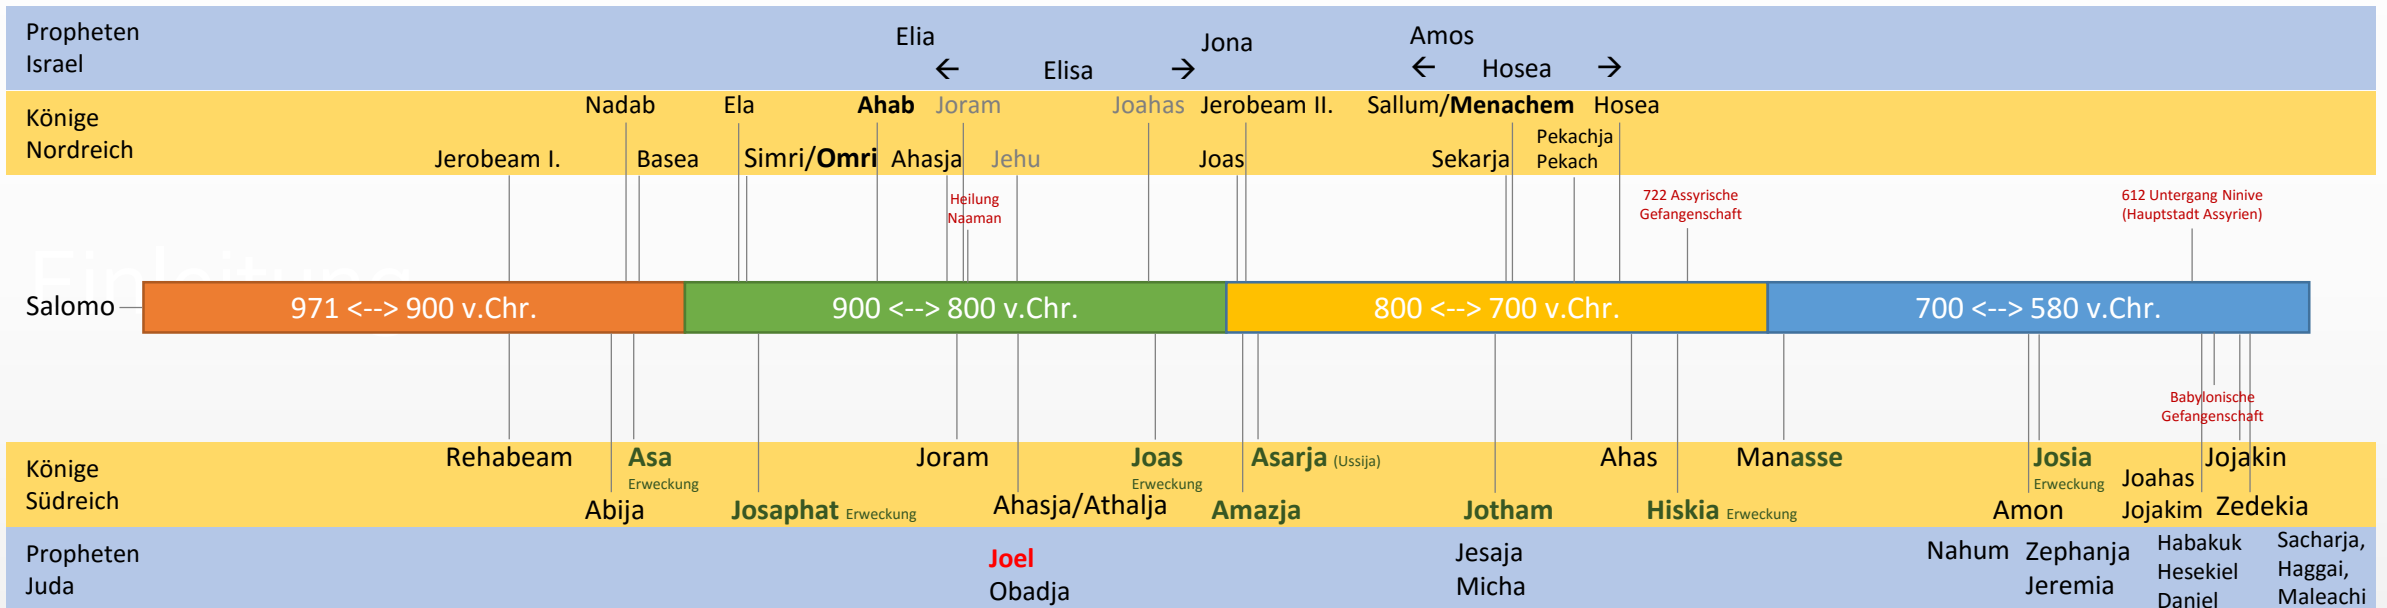 Propheten
Israel
Elia
Elisa
Jona
Amos
Hosea
← →
← →
Könige
Nordreich
Nadab
Ela
Ahab
Joram
Joahas
Jerobeam II.
Sallum/Menachem
Hosea
Pekachja
Pekach
Jerobeam I.
Basea
Simri/Omri
Ahasja
Jehu
Joas
Sekarja
Heilung
Naaman
722 Assyrische
Gefangenschaft
612 Untergang Ninive
(Hauptstadt Assyrien)
Einleitung
Salomo
971 <--> 900 v.Chr.
900 <--> 800 v.Chr.
800 <--> 700 v.Chr.
700 <--> 580 v.Chr.
Babylonische
Gefangenschaft
Könige
Südreich
Rehabeam
Asa
Erweckung
Joram
Joas
Erweckung
Asarja (Ussija)
Ahas
Manasse
Josia
Erweckung
Joahas
Jojakim
Jojakin
Abija
Josaphat Erweckung
Ahasja/Athalja
Amazja
Jotham
Hiskia Erweckung
Amon
Zedekia
Propheten
Juda
Joel
Obadja
Jesaja
Micha
Nahum
Zephanja
Jeremia
Habakuk
Hesekiel
Daniel
Sacharja,
Haggai,
Maleachi